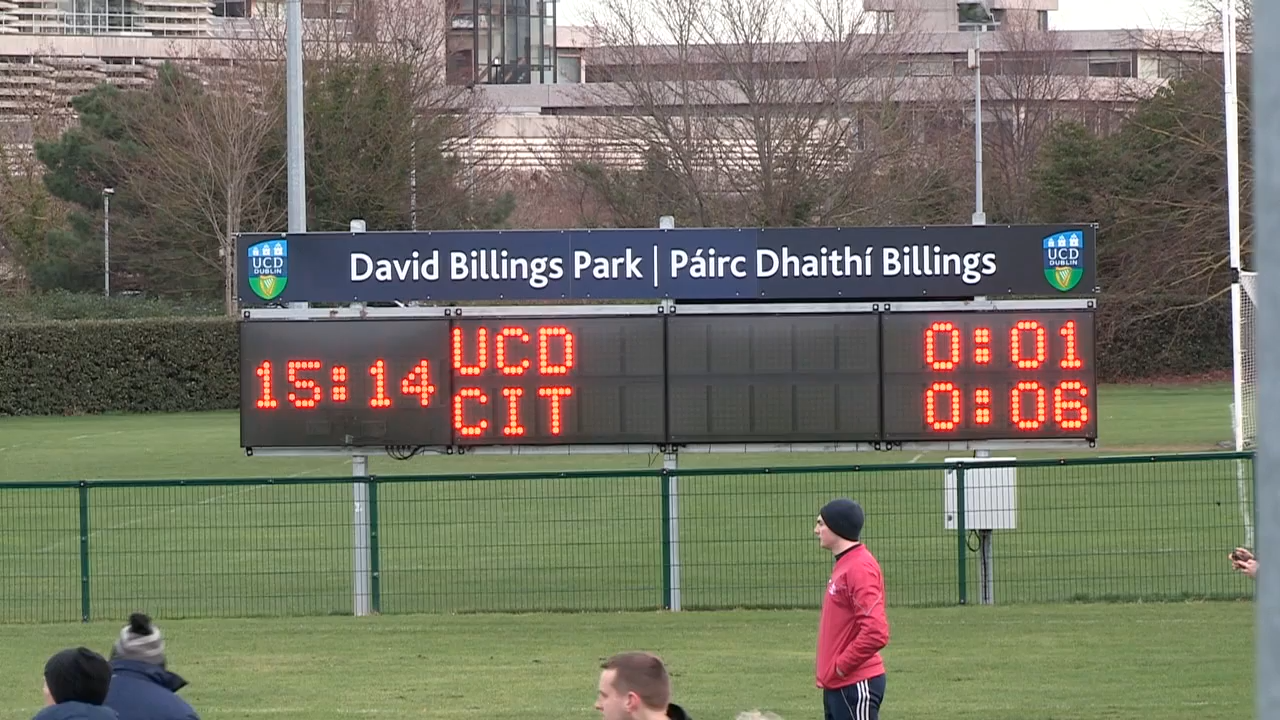 UCD
DUBLIN
David Billings Park | Páirc Dhaithí Billings
UCD
DUBLIN
15:14
UCD 0:01
CIT 0:06